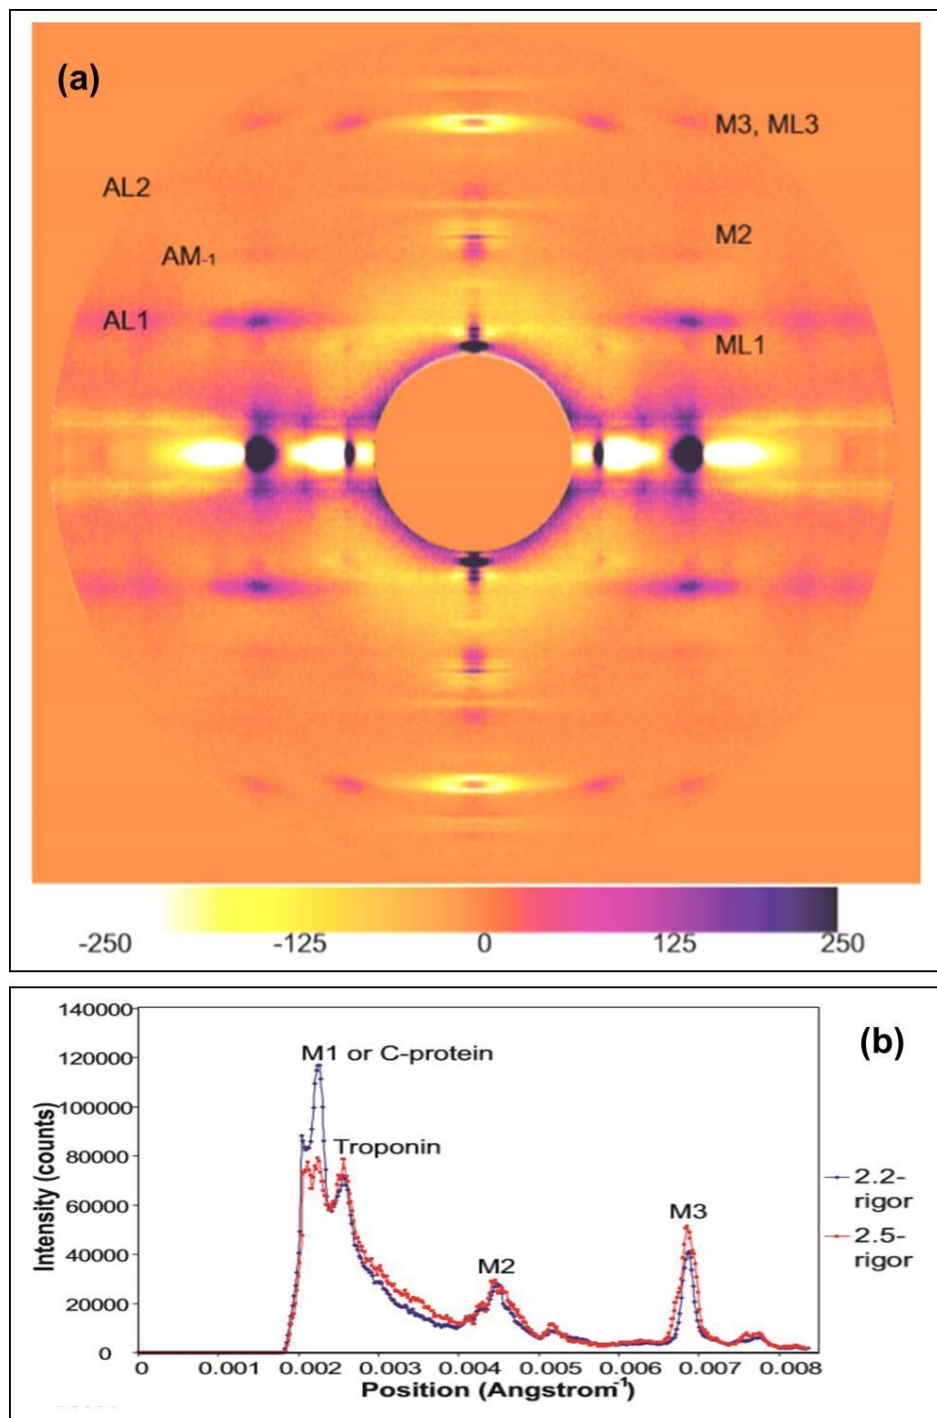 (a)
M3, ML3
AL2
M2
AM-1
AL1
ML1
-250 -125 0 125 250
(b)
140000
120000
100000
80000
60000
40000
20000
0
Intensity (counts)
M1 or C-protein
Troponin
M2
M3
2.2-
rigor
2.5-
rigor
0 0.001 0.002 0.003 0.004 0.005 0.006 0.007 0.008
Position (Angstrom-1)